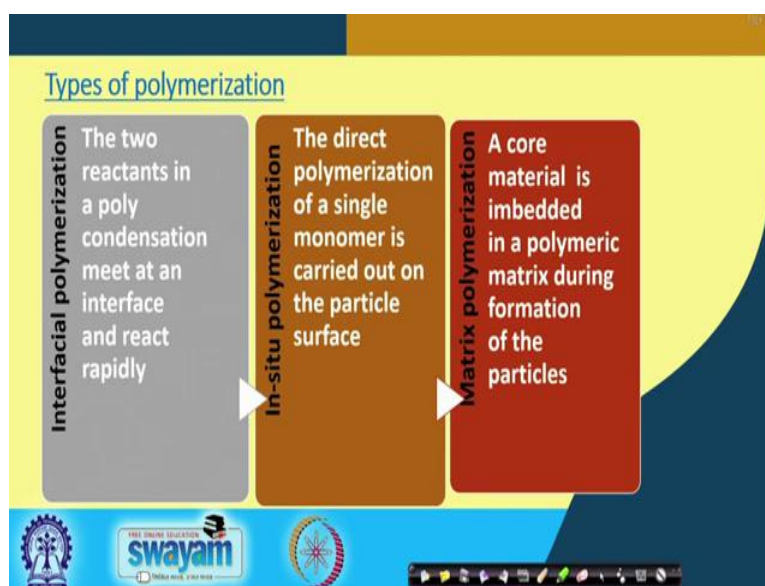 Types of polymerization
Interfacial polymerization
The two
reactants in
a poly
condensation
meet at an
interface
and react
rapidly
In-situ polymerization
The direct
polymerization
of a single
monomer is
carried out on
the particle
surface
Matrix polymerization
A core
material is
imbedded
in a polymeric
matrix during
formation
of the
particles
FREE ONLINE EDUCATION
swayam